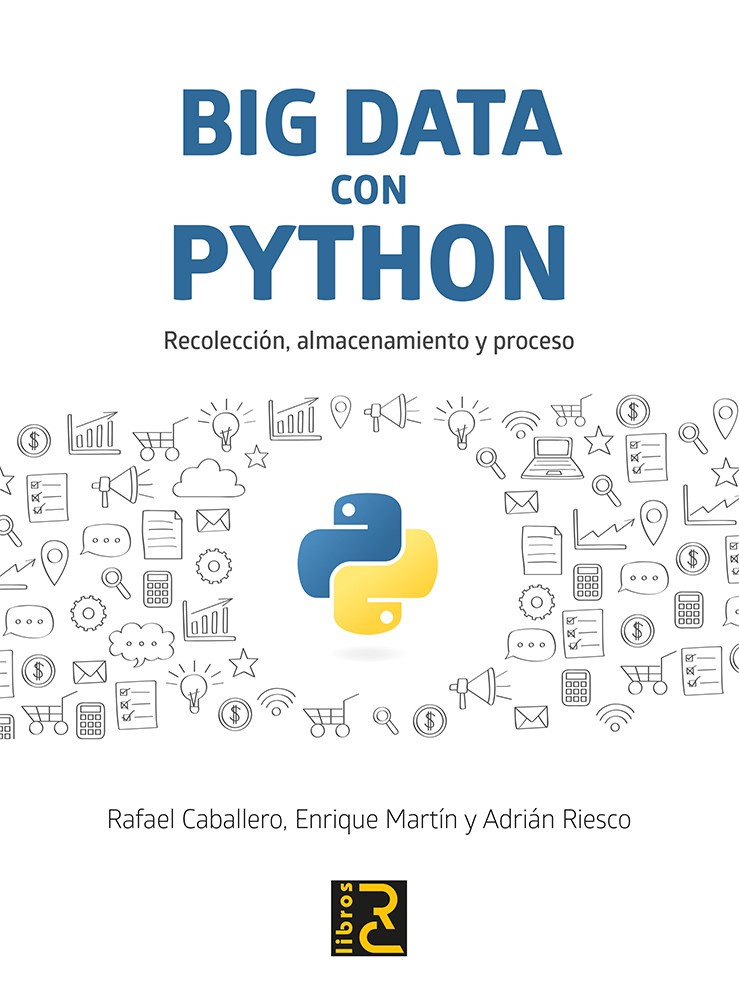 BIG DATA
CON
PYTHON
Recolección, almacenamiento y proceso
Rafael Caballero, Enrique Martín y Adrián Riesco
libros
RC